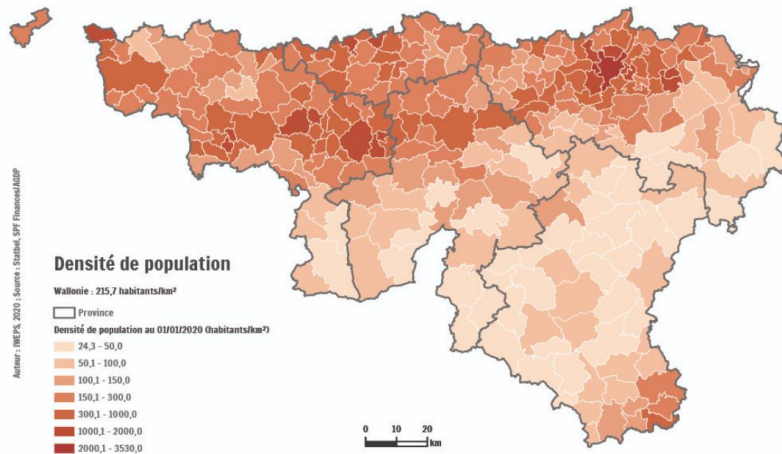 Densité de population
Wallonie : 215,7 habitants/km²
Province
Densité de population au 01/01/2020 (habitants/km²)
24,3 - 50,0
50,1 - 100,0
100,1 - 150,0
150,1 - 300,0
300,1 - 1000,0
1000,1 - 2000,0
2000,1 - 3530,0
0 10 20
km
Auteur : IWEPS, 2020 ; Source : Statbel, SPF Finances/AGDP